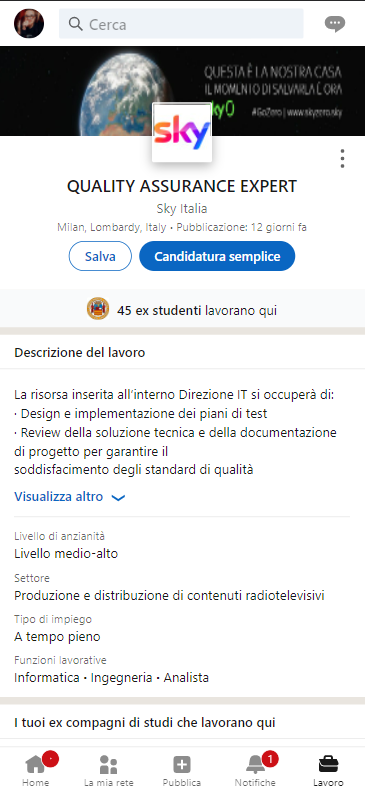 Cerca
QUESTA È LA NOSTRA CASA
IL MOMENTO DI SALVARLA È ORA
sky
#GoZero | www.skyzero.sky
sky
QUALITY ASSURANCE EXPERT
Sky Italia
Milan, Lombardy, Italy • Pubblicazione: 12 giorni fa
Salva
Candidatura semplice
45 ex studenti lavorano qui
Descrizione del lavoro
La risorsa inserita all'interno Direzione IT si occuperà di:
· Design e implementazione dei piani di test
· Review della soluzione tecnica e della documentazione
di progetto per garantire il
soddisfacimento degli standard di qualità
Visualizza altro
Livello di anzianità
Livello medio-alto
Settore
Produzione e distribuzione di contenuti radiotelevisivi
Tipo di impiego
A tempo pieno
Funzioni lavorative
Informatica • Ingegneria • Analista
I tuoi ex compagni di studi che lavorano qui
1
Home
La mia rete
Pubblica
Notifiche
Lavoro